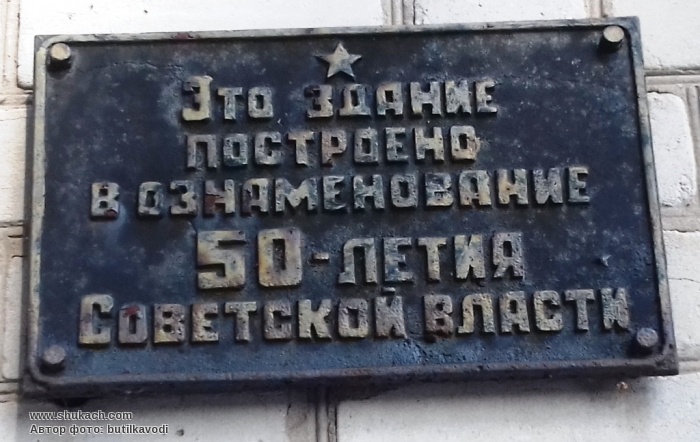 Это здание
построено
в ознаменование
50-летия
Советской власти
www.shukach.com
Автор фото: butilkavodi